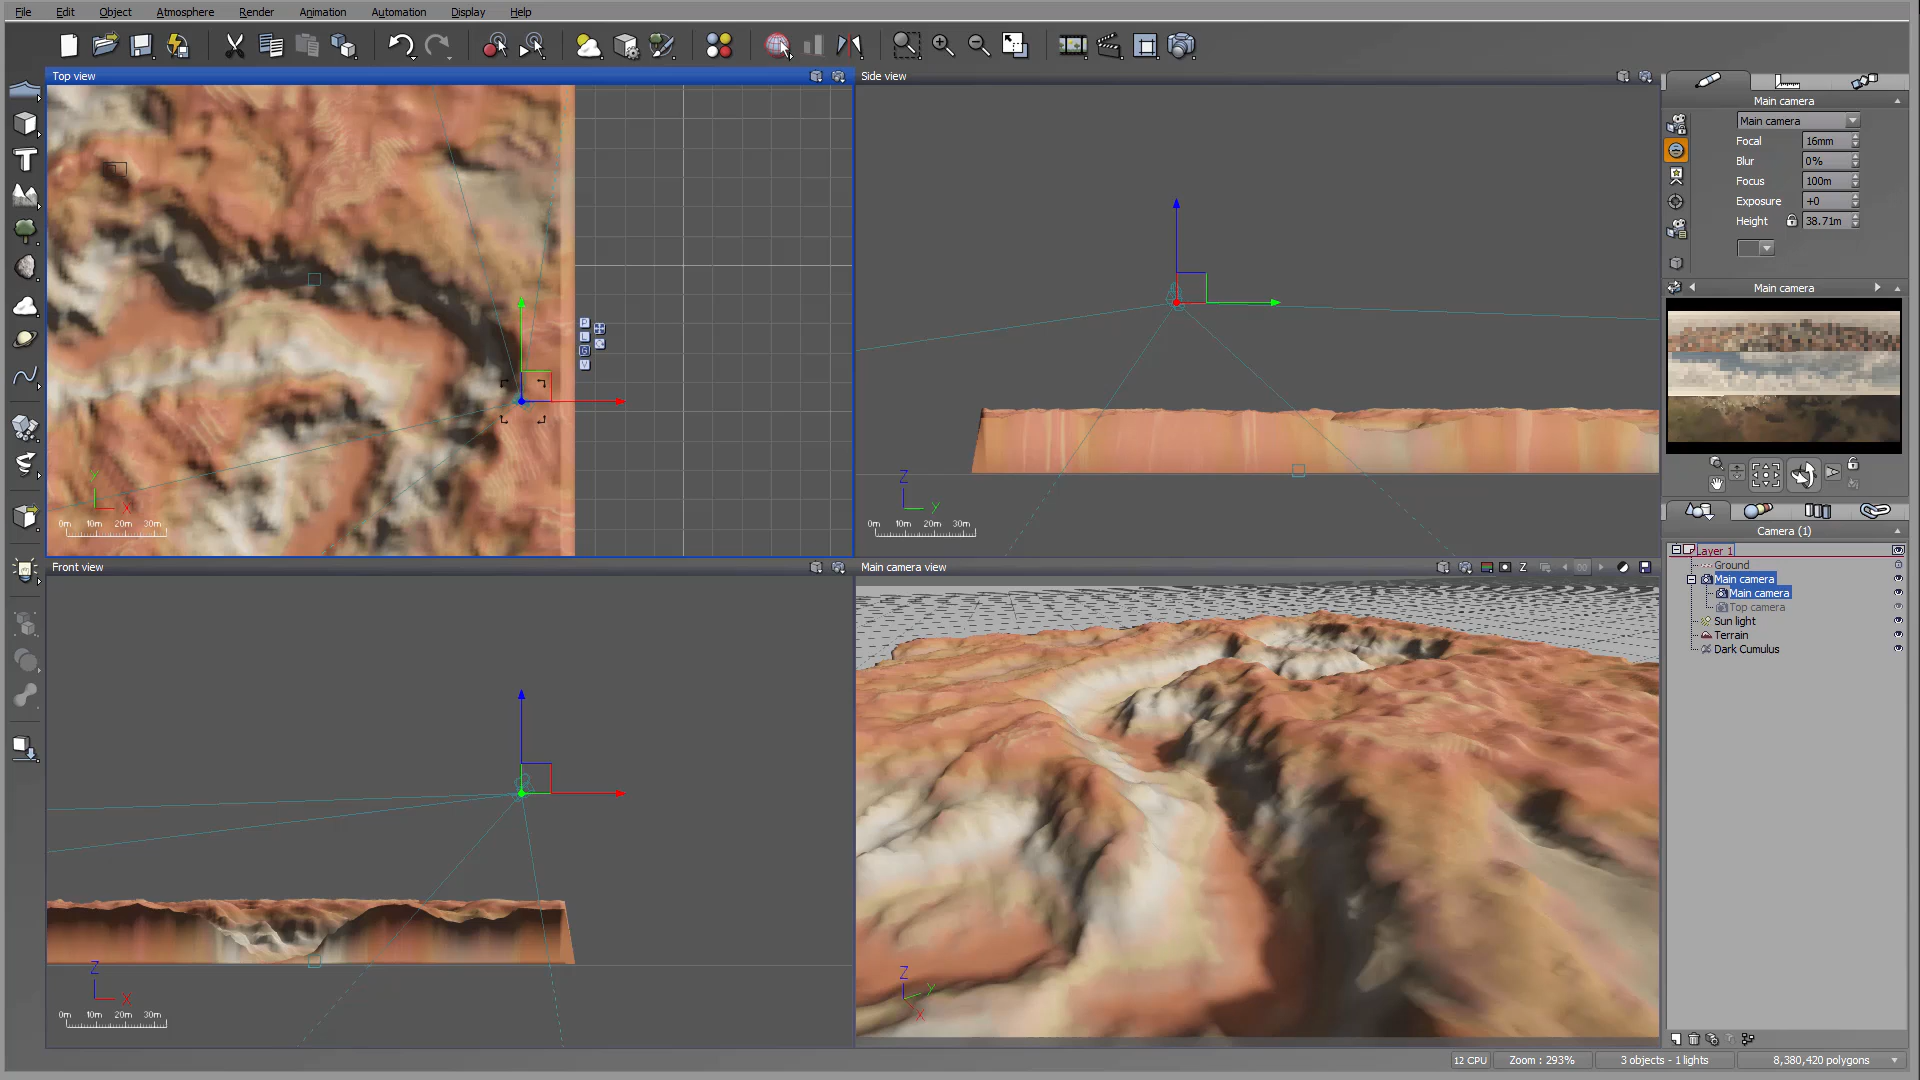 File Edit Object Atmosphere Render Animation Automation Display Help
Top view
Side view
Main camera
Main camera
Focal 16mm
Blur 0%
Focus 100m
Exposure +0
Height 38.71m
Main camera
P
L
G
V
Y
X
0m 10m 20m 30m
Z
Y
0m 10m 20m 30m
Camera (1)
Layer 1
Ground
Main camera
Main camera
Top camera
Sun light
Terrain
Dark Cumulus
Front view
Main camera view
Z
Z
X
0m 10m 20m 30m
Z
Y
X
12 CPU
Zoom : 293%
3 objects - 1 lights
8,380,420 polygons